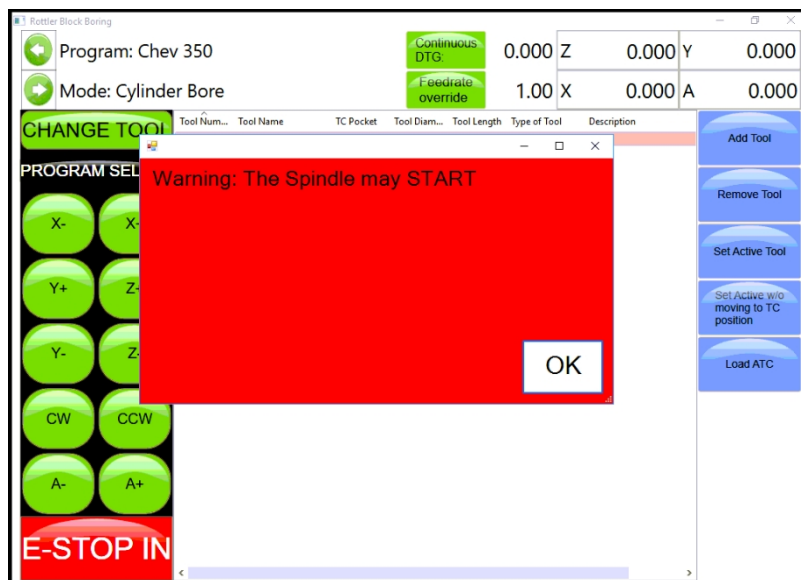 Rottler Block Boring
Program: Chev 350
Continuous DTG:
0.000 Z
0.000 Y
0.000
Mode: Cylinder Bore
Feedrate override
1.00 X
0.000 A
0.000
CHANGE TOOL
Tool Num... Tool Name TC Pocket Tool Diam... Tool Length Type of Tool Description
Add Tool
PROGRAM SEL
Warning: The Spindle may START
Remove Tool
X-
X-
Set Active Tool
Y+
Z-
Set Active w/o
moving to TC
position
Y-
Z-
OK
Load ATC
CW
CCW
A-
A+
E-STOP IN